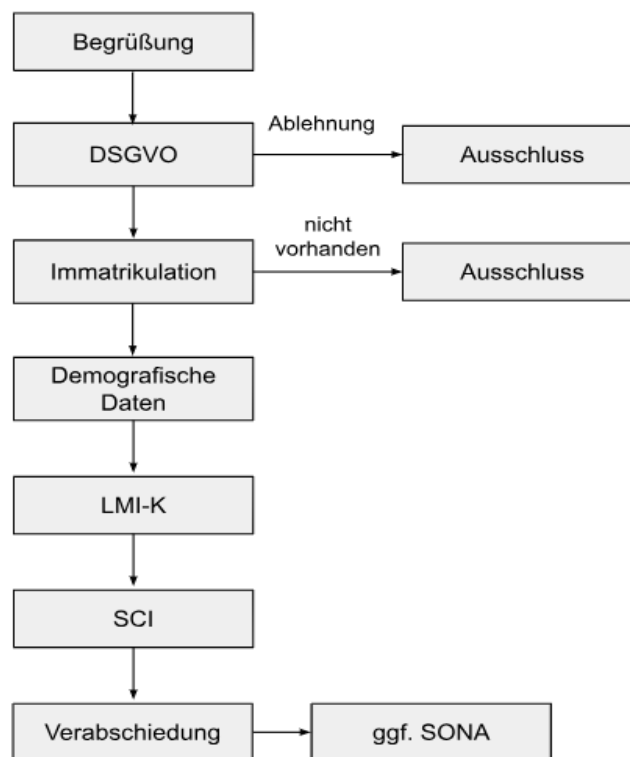 Begrüßung
Ablehnung
DSGVO
Ausschluss
nicht
vorhanden
Immatrikulation
Ausschluss
Demografische
Daten
LMI-K
SCI
Verabschiedung
ggf. SONA